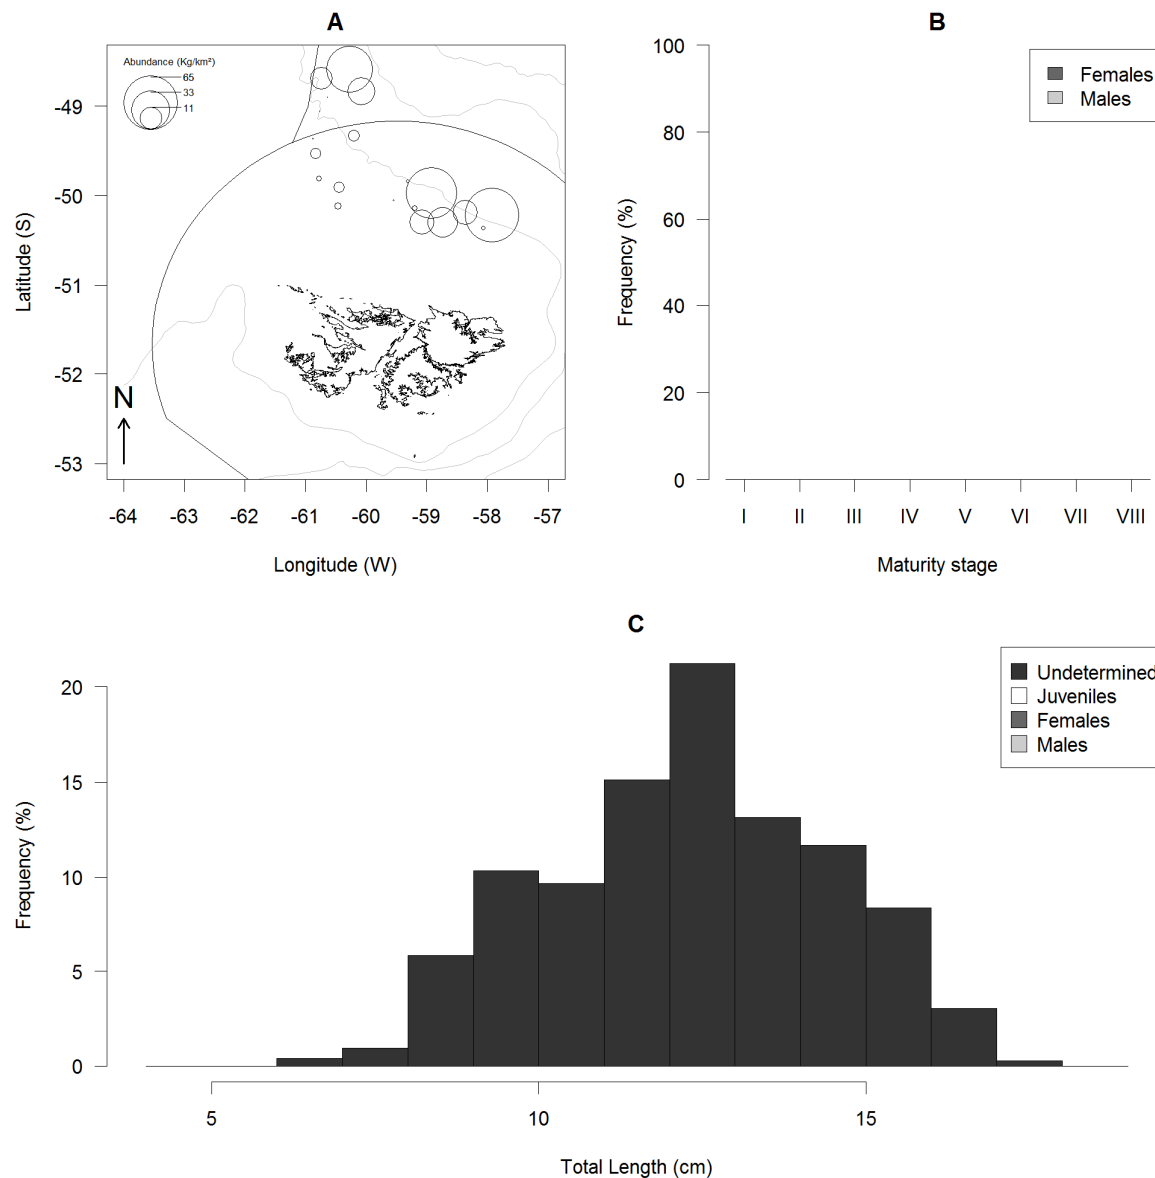 A
Abundance (Kg/km²)
65
33
11
-49
-50
-51
-52
-53
Latitude (S)
N
-64 -63 -62 -61 -60 -59 -58 -57
Longitude (W)
B
100
80
60
40
20
0
Frequency (%)
Females
Males
I II III IV V VI VII VIII
Maturity stage
C
20
15
10
5
0
Frequency (%)
Undetermined
Juveniles
Females
Males
5 10 15
Total Length (cm)